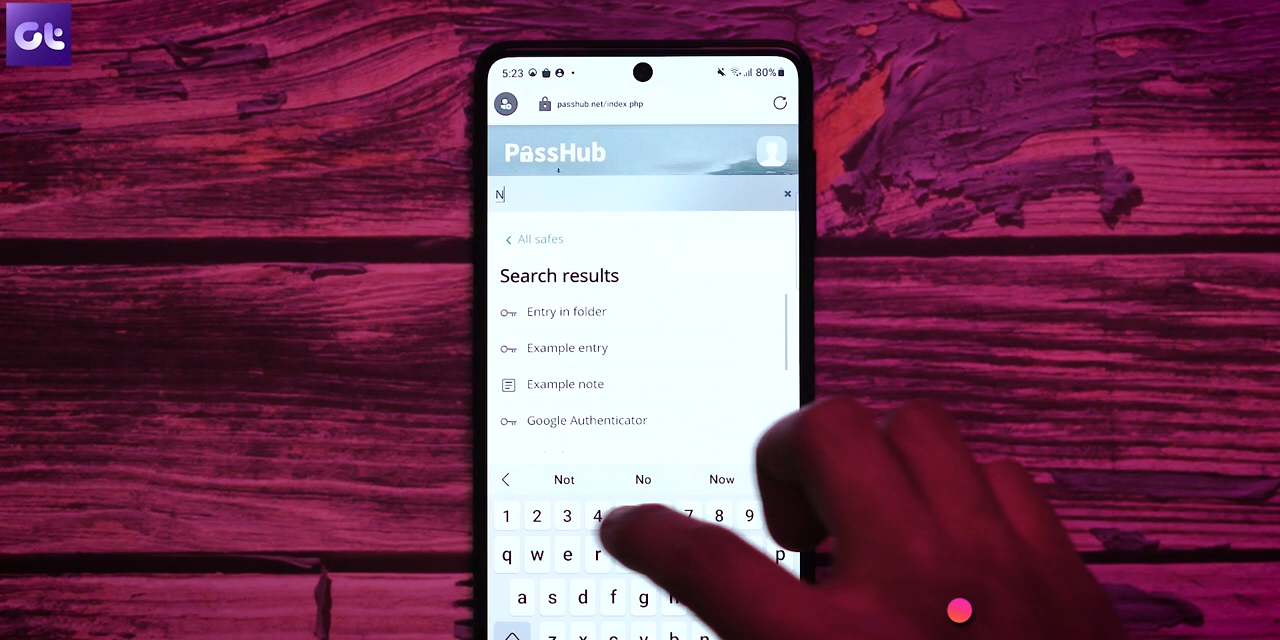 Gt
5:23 80%
passhub.net/index.php
PassHub
N
All safes
Search results
Entry in folder
Example entry
Example note
Google Authenticator
Not No Now
1 2 3 4 7 8 9
q w e r p
a s d f g
z x c v b n